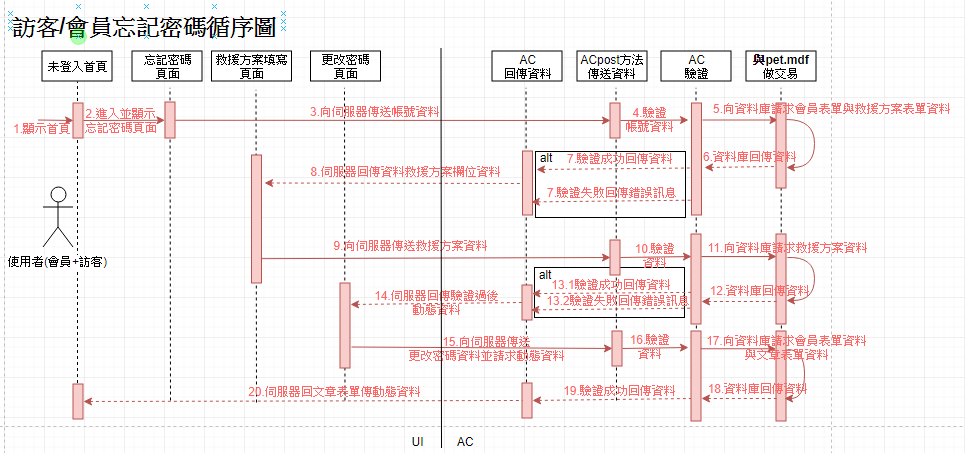 訪客/會員忘記密碼循序圖
未登入首頁
忘記密碼
頁面
救援方案填寫
頁面
更改密碼
頁面
AC
回傳資料
ACpost方法
傳送資料
AC
驗證
與pet.mdf
做交易
1.顯示首頁
2.進入並顯示
忘記密碼頁面
3.向伺服器傳送帳號資料
4.驗證
帳號資料
5.向資料庫請求會員表單與救援方案表單資料
6.資料庫回傳資料
alt
7.驗證成功回傳資料
7.驗證失敗回傳錯誤訊息
8.伺服器回傳資料救援方案欄位資料
使用者(會員+訪客)
9.向伺服器傳送救援方案資料
10.驗證
資料
11.向資料庫請求救援方案資料
12.資料庫回傳資料
alt
13.1驗證成功回傳資料
13.2驗證失敗回傳錯誤訊息
14.伺服器回傳驗證過後
動態資料
15.向伺服器傳送
更改密碼資料並請求動態資料
16.驗證
資料
17.向資料庫請求會員表單資料
與文章表單資料
18.資料庫回傳資料
19.驗證成功回傳資料
20.伺服器回文章表單傳動態資料
UI
AC